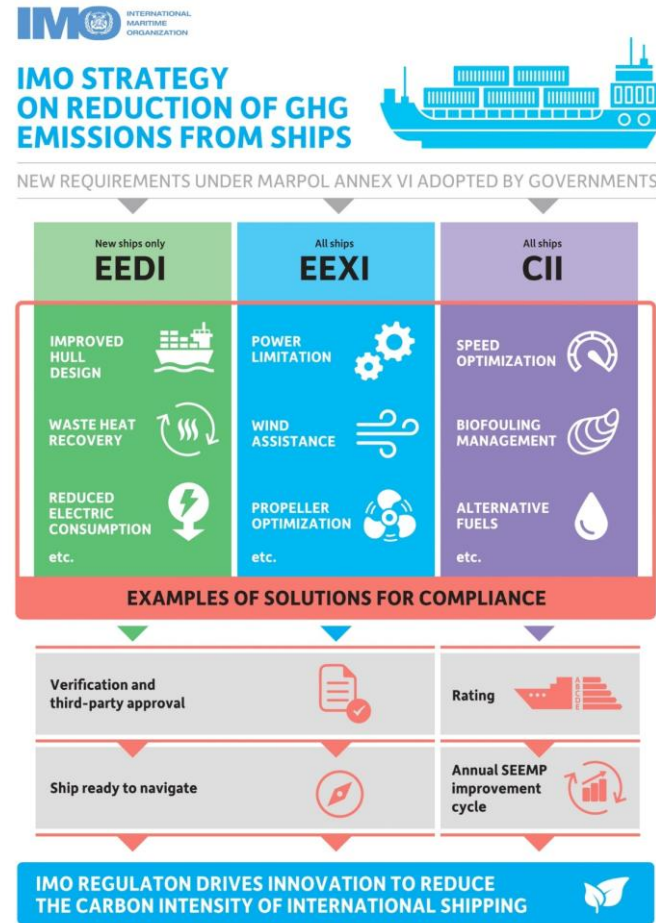 IMO
INTERNATIONAL
MARITIME
ORGANIZATION
IMO STRATEGY
ON REDUCTION OF GHG
EMISSIONS FROM SHIPS
NEW REQUIREMENTS UNDER MARPOL ANNEX VI ADOPTED BY GOVERNMENTS
New ships only
EEDI
IMPROVED
HULL
DESIGN
WASTE HEAT
RECOVERY
REDUCED
ELECTRIC
CONSUMPTION
etc.
All ships
EEXI
POWER
LIMITATION
WIND
ASSISTANCE
PROPELLER
OPTIMIZATION
etc.
All ships
CII
SPEED
OPTIMIZATION
BIOFOULING
MANAGEMENT
ALTERNATIVE
FUELS
etc.
EXAMPLES OF SOLUTIONS FOR COMPLIANCE
Verification and
third-party approval
Ship ready to navigate
Rating
A
B
C
D
E
Annual SEEMP
improvement
cycle
IMO REGULATON DRIVES INNOVATION TO REDUCE
THE CARBON INTENSITY OF INTERNATIONAL SHIPPING